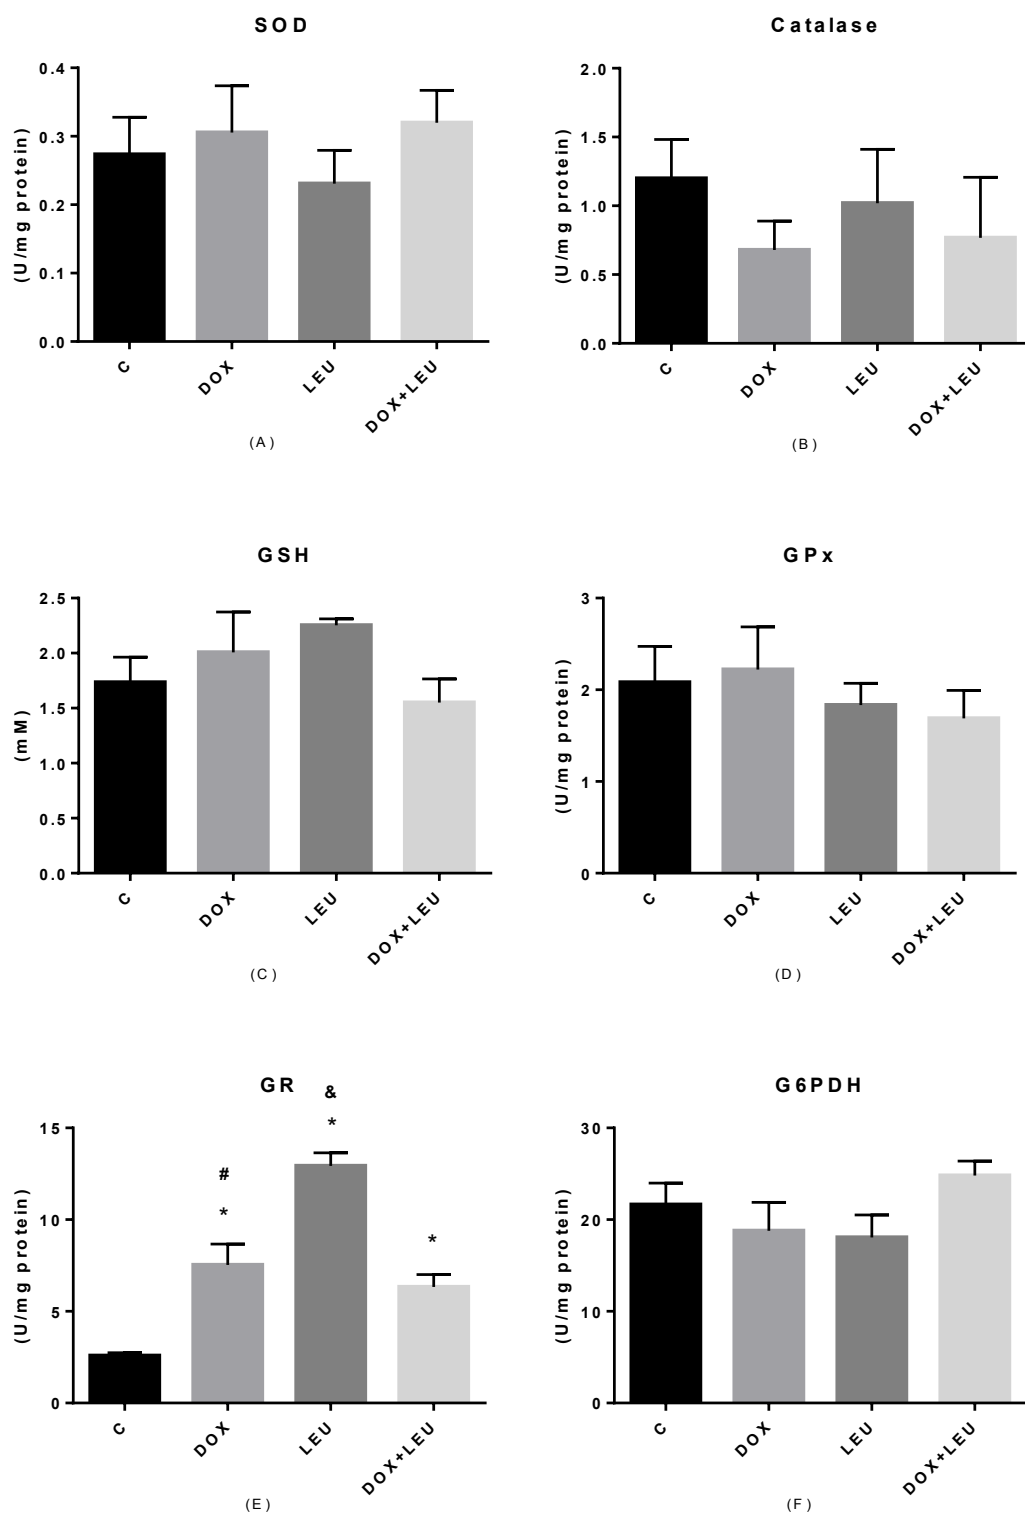 SOD
(U/mg protein)
0.4
0.3
0.2
0.1
0.0
C
DOX
LEU
DOX+LEU
(A)
Catalase
(U/mg protein)
2.0
1.5
1.0
0.5
0.0
C
DOX
LEU
DOX+LEU
(B)
GSH
(mM)
2.5
2.0
1.5
1.0
0.5
0.0
C
DOX
LEU
DOX+LEU
(C)
GPx
(U/mg protein)
3
2
1
0
C
DOX
LEU
DOX+LEU
(D)
GR
(U/mg protein)
15
10
5
0
#
*
&
*
*
C
DOX
LEU
DOX+LEU
(E)
G6PDH
(U/mg protein)
30
20
10
0
C
DOX
LEU
DOX+LEU
(F)